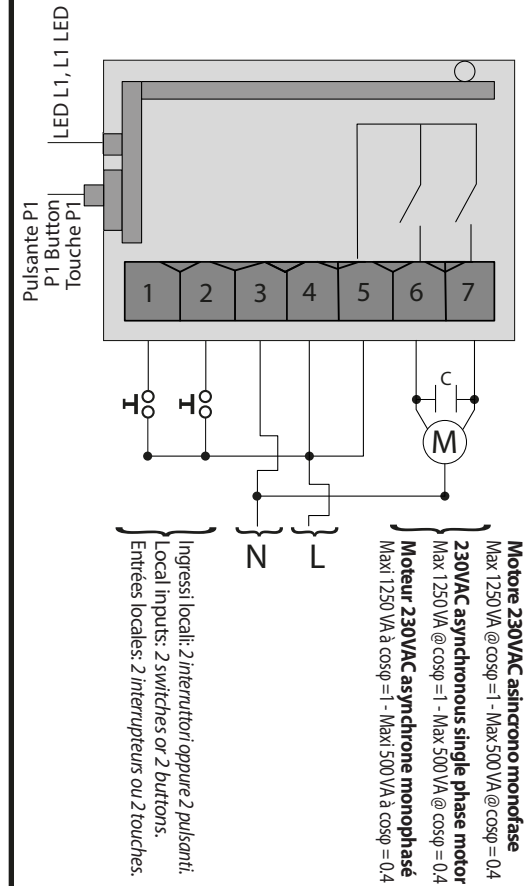 LED L1, L1 LED
Pulsante P1
P1 Button
Touche P1
1 2 3 4 5 6 7
C
M
N L
Ingressi locali: 2 interruttori oppure 2 pulsanti.
Local inputs: 2 switches or 2 buttons.
Entrées locales: 2 interrupteurs ou 2 touches.
Motore 230VAC asincrono monofase
Max 1250 VA @ cosφ = 1 - Max 500 VA @ cosφ = 0.4
230VAC asynchronous single phase motor
Max 1250 VA @ cosφ = 1 - Max 500 VA @ cosφ = 0.4
Moteur 230VAC asynchrone monophasé
Maxi 1250 VA à cosφ = 1 - Maxi 500 VA à cosφ = 0.4